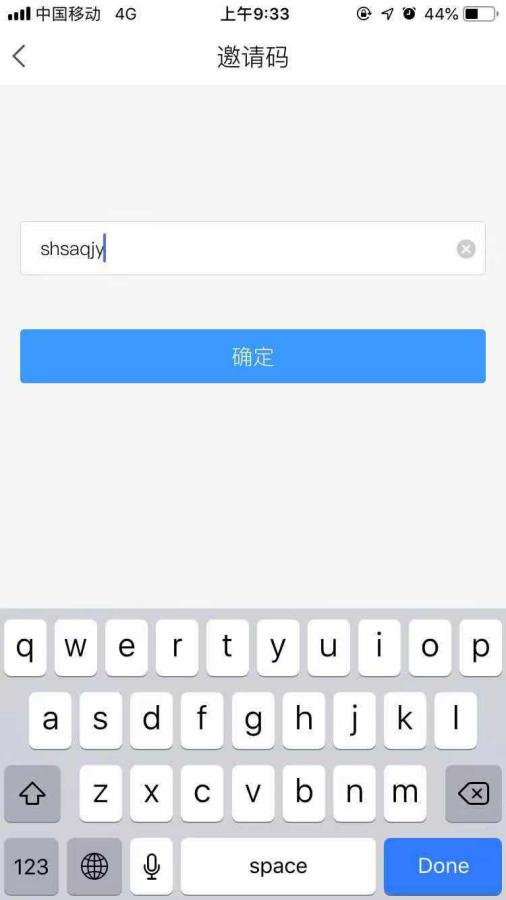 中国移动 4G 上午9:33 44%
邀请码
shsaqjy
确定
q w e r t y u i o p
a s d f g h j k l
z x c v b n m
123 space Done